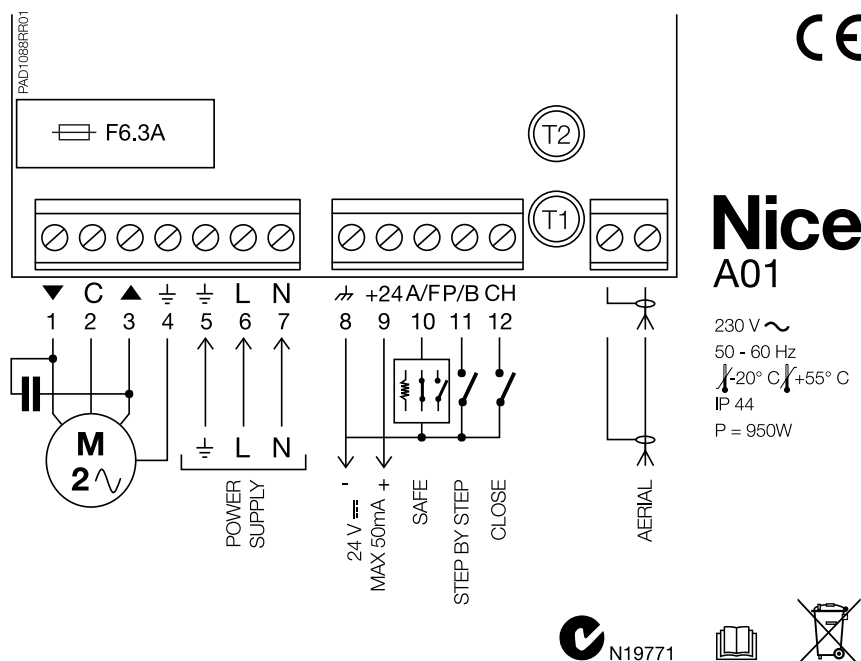 PAD1088RR01
F6.3A
T2
T1
CE
Nice
A01
230 V ~
50 - 60 Hz
-20° C +55° C
IP 44
P = 950W
▼ C ▲ ⏚ ⏚ L N
1 2 3 4 5 6 7
+24 A/F P/B CH
8 9 10 11 12
M
2~
⏚ L N
POWER
SUPPLY
24 V ⎓ - +
MAX 50mA
SAFE
STEP BY STEP
CLOSE
AERIAL
N19771